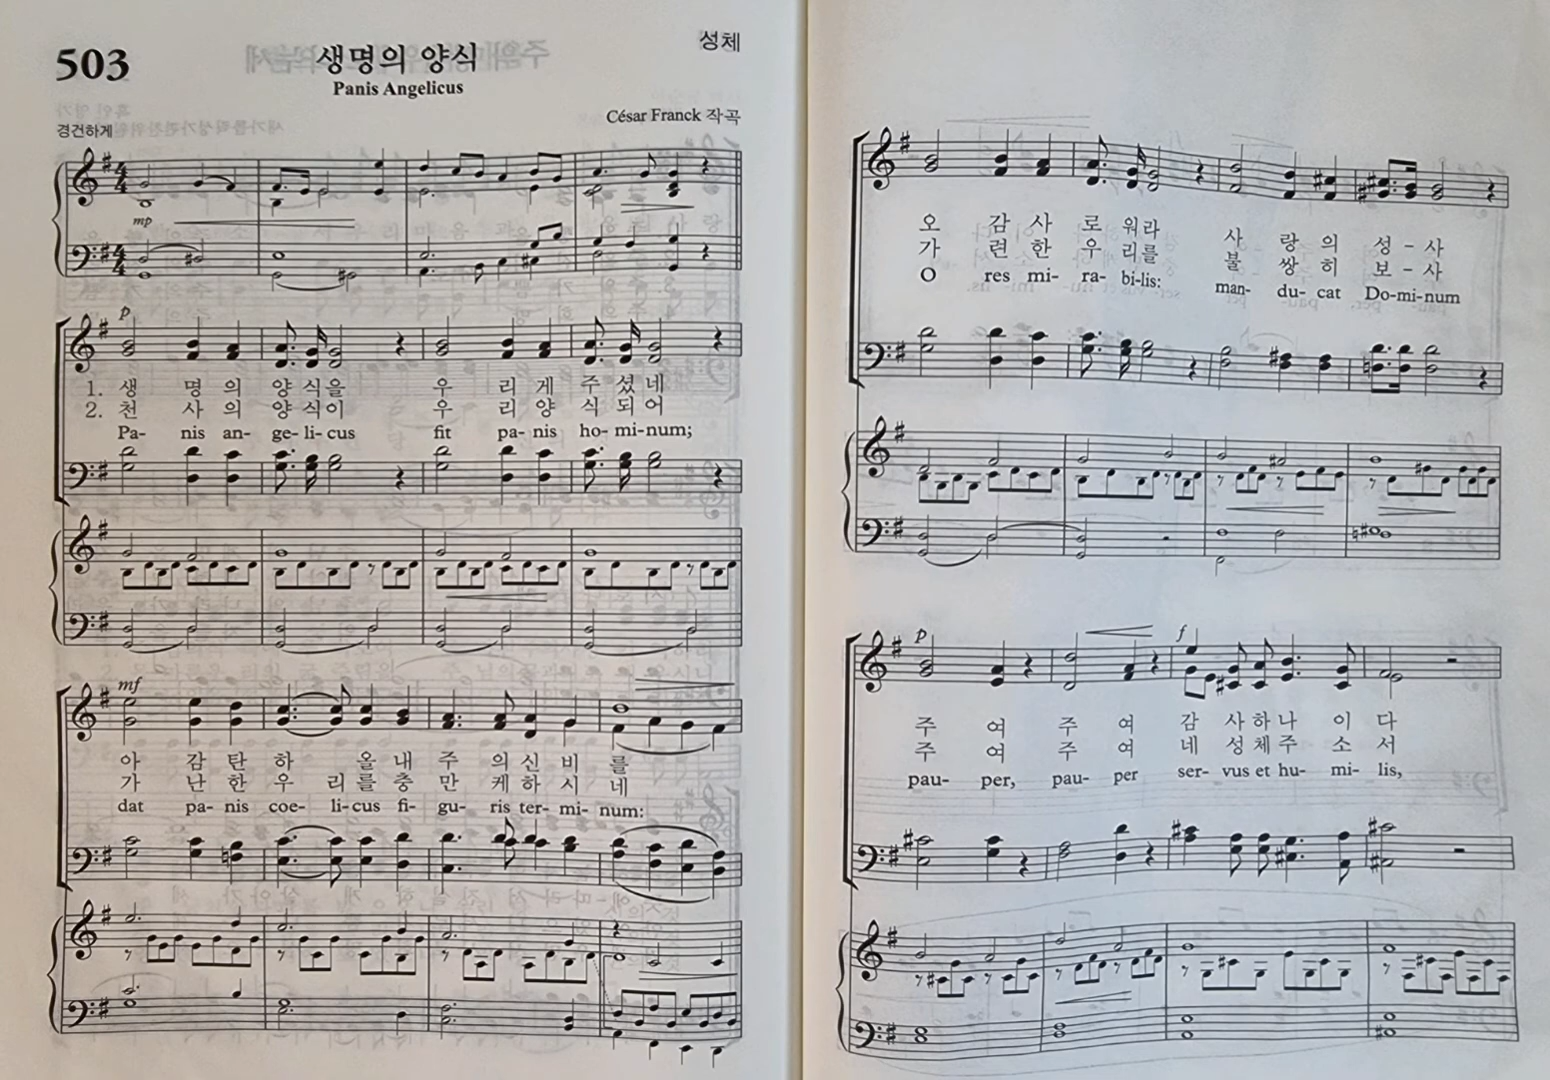 503
생명의 양식
Panis Angelicus
성체
César Franck 작곡
경건하게
mp
p
1. 생 명 의 양 식 을 우 리 게 주 셨 네
2. 천 사 의 양 식 이 우 리 양 식 되 어
Pa- nis an- ge- li- cus fit pa- nis ho- mi-num;
mf
아 감 탄 하 올 내 주 의 신 비 를
가 난 한 우 리 를 충 만 케 하 시 네
dat pa- nis coe- li-cus fi- gu- ris ter- mi- num:
오 감 사 로 워 라 사 랑 의 성 - 사
가 련 한 우 리 를 불 쌍 히 보 - 사
O res mi- ra- bi-lis: man- du- cat Do-mi-num
p f
주 여 주 여 감 사 하 나 이 다
주 여 주 여 네 성 체 주 소 서
pau- per, pau- per ser- vus et hu- mi- lis,